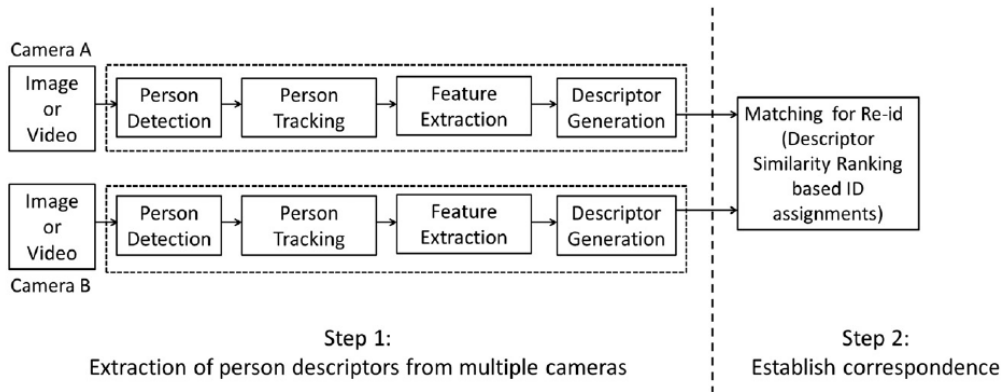 Camera A
Image
or
Video
Person
Detection
Person
Tracking
Feature
Extraction
Descriptor
Generation
Matching for Re-id
(Descriptor
Similarity Ranking
based ID
assignments)
Image
or
Video
Camera B
Person
Detection
Person
Tracking
Feature
Extraction
Descriptor
Generation
Step 1:
Extraction of person descriptors from multiple cameras
Step 2:
Establish correspondence